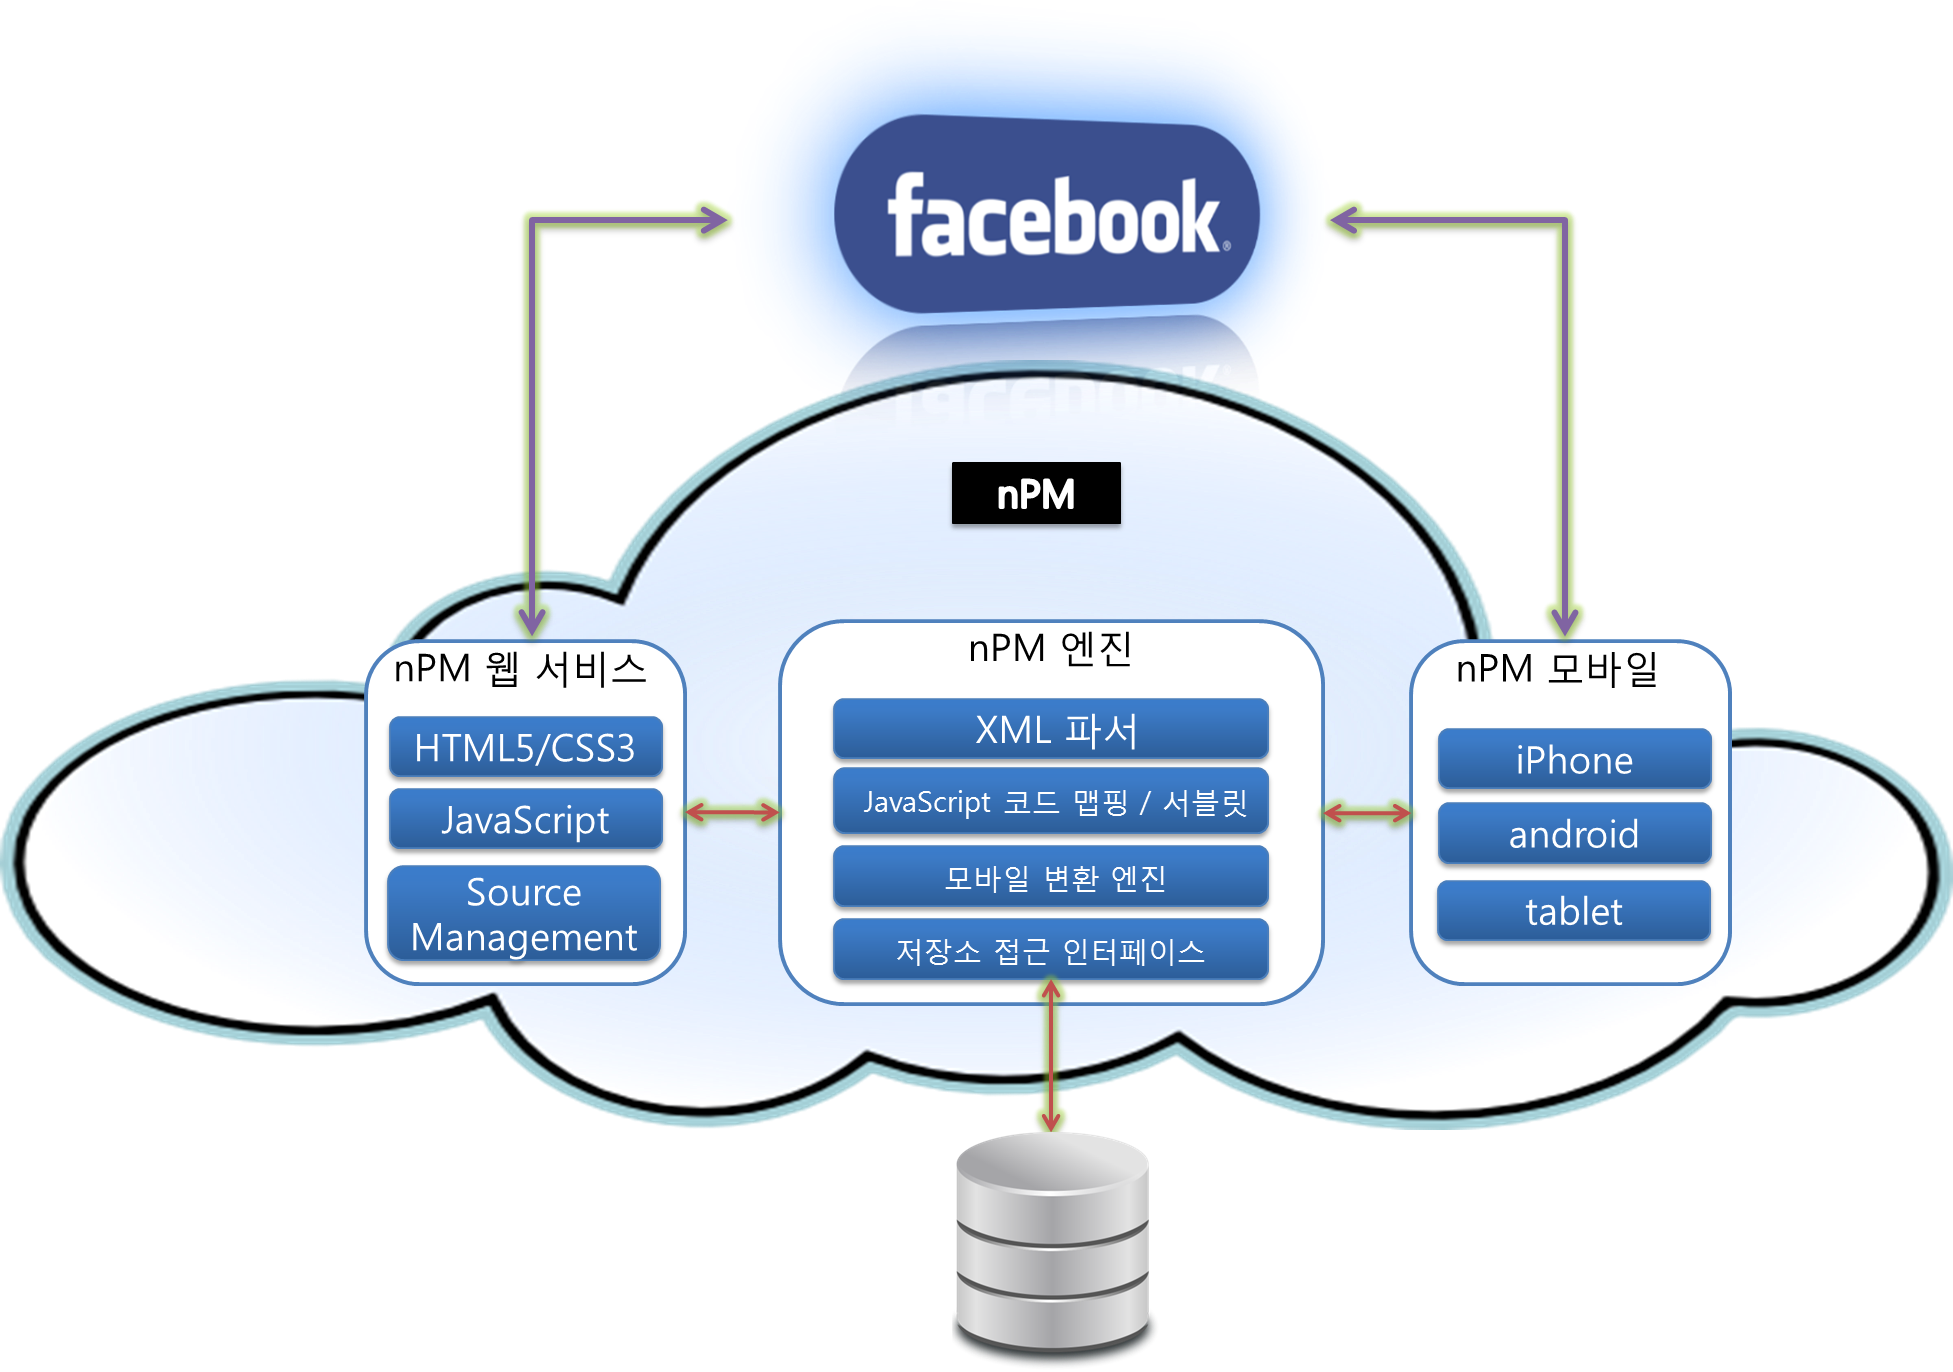 facebook®
nPM
nPM 웹 서비스
HTML5/CSS3
JavaScript
Source
Management
nPM 엔진
XML 파서
JavaScript 코드 맵핑 / 서블릿
모바일 변환 엔진
저장소 접근 인터페이스
nPM 모바일
iPhone
android
tablet